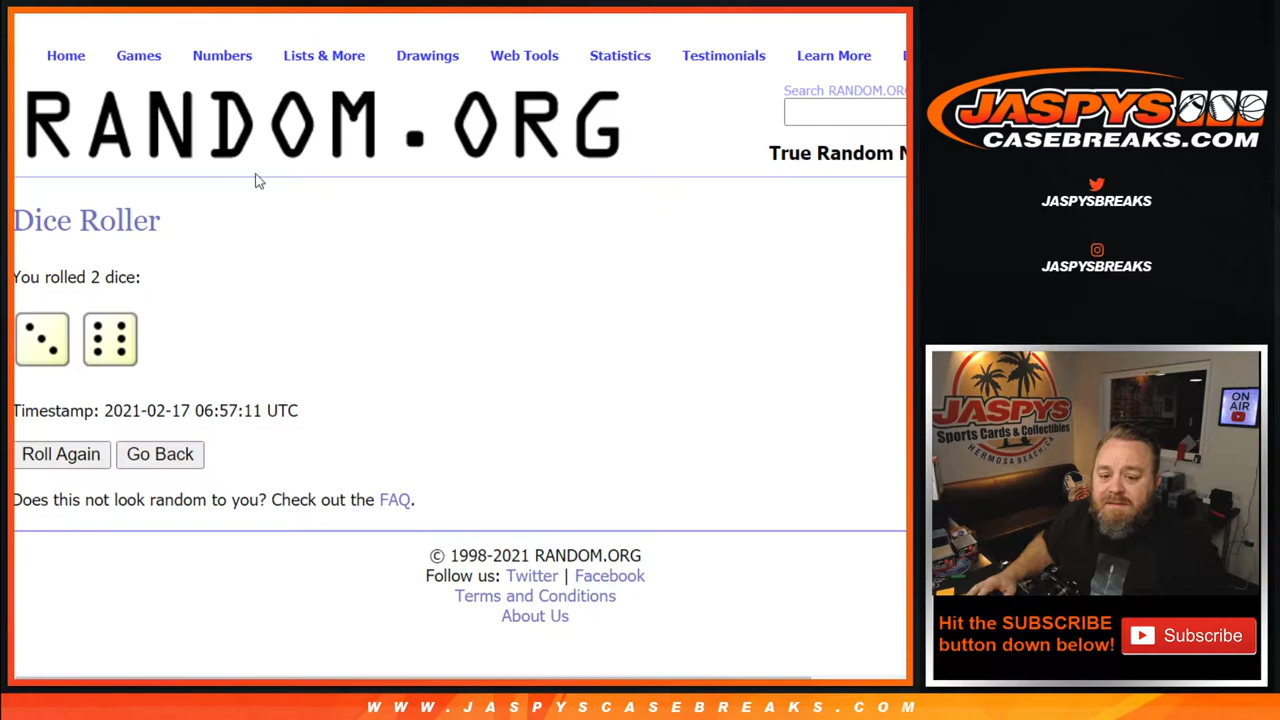 Home Games Numbers Lists & More Drawings Web Tools Statistics Testimonials Learn More
RANDOM.ORG
Search RANDOM.ORG
True Random
Dice Roller
You rolled 2 dice:
Timestamp: 2021-02-17 06:57:11 UTC
Roll Again Go Back
Does this not look random to you? Check out the FAQ.
© 1998-2021 RANDOM.ORG
Follow us: Twitter | Facebook
Terms and Conditions
About Us
JASPYS
CASEBREAKS.COM
JASPYSBREAKS
JASPYSBREAKS
JASPYS
Sports Cards & Collectibles
HERMOSA BEACH, CA
ON
AIR
Hit the SUBSCRIBE
button down below!
Subscribe
WWW.JASPYSCASEBREAKS.COM